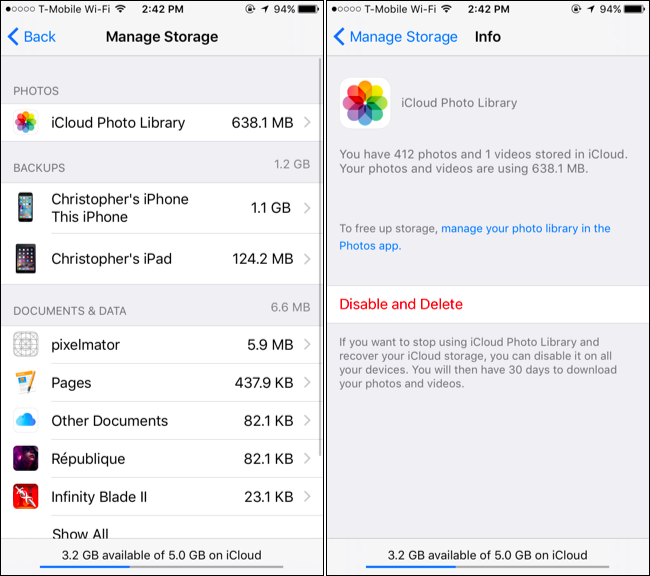 T-Mobile Wi-Fi 2:42 PM 94%
Back Manage Storage
PHOTOS
iCloud Photo Library 638.1 MB
BACKUPS 1.2 GB
Christopher's iPhone
This iPhone 1.1 GB
Christopher's iPad 124.2 MB
DOCUMENTS & DATA 6.6 MB
pixelmator 5.9 MB
Pages 437.9 KB
Other Documents 82.1 KB
République 82.1 KB
Infinity Blade II 23.1 KB
Show All
3.2 GB available of 5.0 GB on iCloud
T-Mobile Wi-Fi 2:42 PM 94%
Manage Storage Info
iCloud Photo Library
You have 412 photos and 1 videos stored in iCloud.
Your photos and videos are using 638.1 MB.
To free up storage, manage your photo library in the
Photos app.
Disable and Delete
If you want to stop using iCloud Photo Library and
recover your iCloud storage, you can disable it on all
your devices. You will then have 30 days to download
your photos and videos.
3.2 GB available of 5.0 GB on iCloud